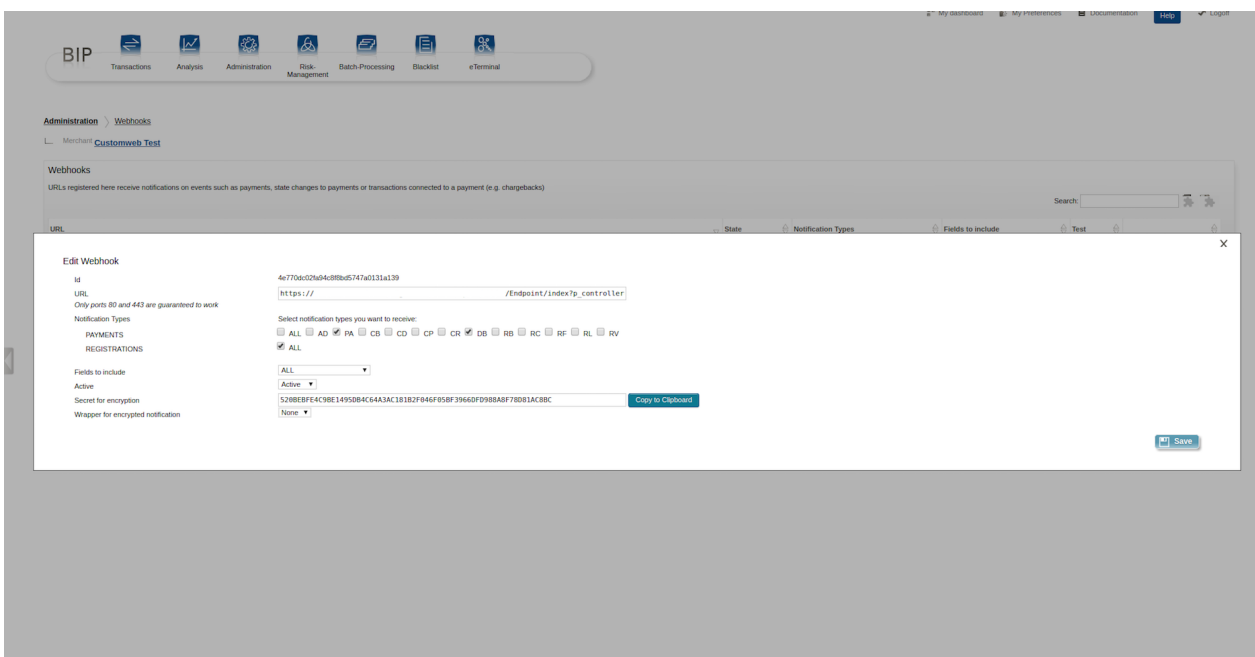 My dashboard My Preferences Documentation Help Logoff
BIP
Transactions Analysis Administration Risk-Management Batch-Processing Blacklist eTerminal
Administration Webhooks
Merchant Customweb Test
Webhooks
URLs registered here receive notifications on events such as payments, state changes to payments or transactions connected to a payment (e.g. chargebacks)
Search:
URL State Notification Types Fields to include Test
X
Edit Webhook
Id 4e770dc02fa94c8f8bd5747a0131a139
URL https:// /Endpoint/index?p_controller
Only ports 80 and 443 are guaranteed to work
Notification Types Select notification types you want to receive:
PAYMENTS ALL AD PA CB CD CP CR DB RB RC RF RL RV
REGISTRATIONS ALL
Fields to include ALL
Active Active
Secret for encryption 520BEBFE4C9BE1495DB4C64A3AC181B2F046F05BF3966DFD988A8F78D81AC8BC Copy to Clipboard
Wrapper for encrypted notification None
Save